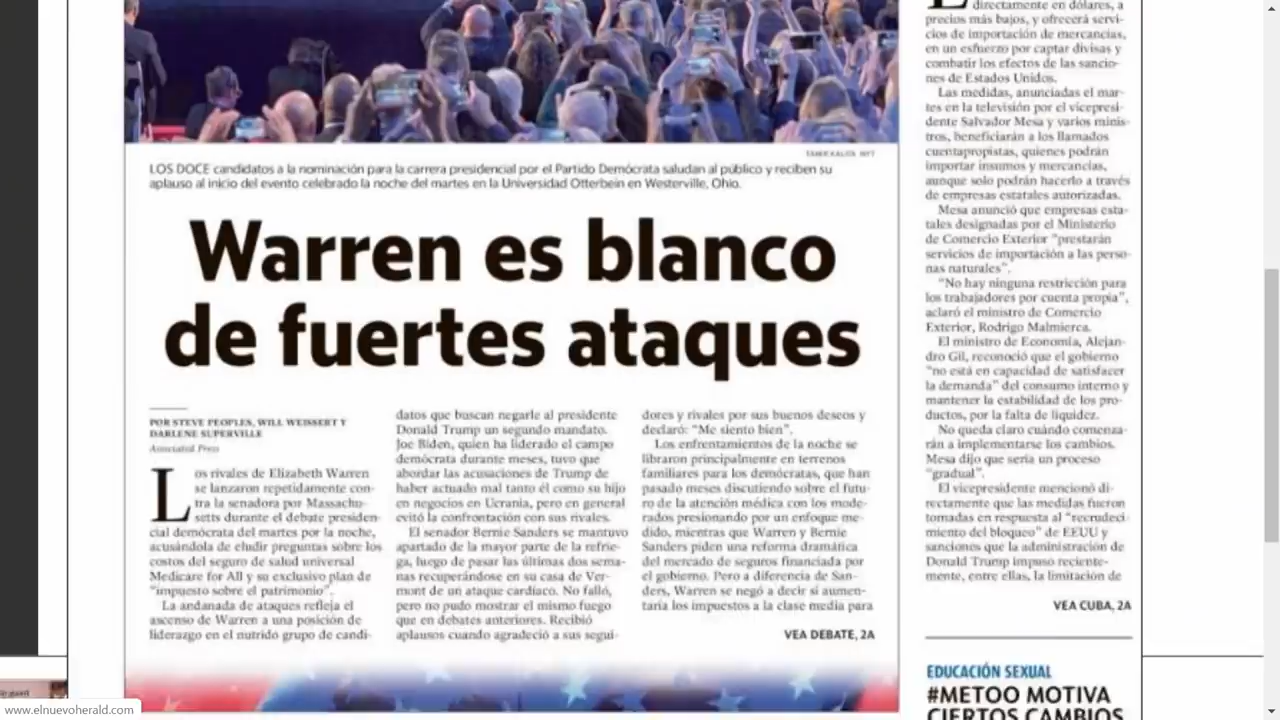 TAMIR KALIFA NYT
LOS DOCE candidatos a la nominación para la carrera presidencial por el Partido Demócrata saludan al público y reciben su
aplauso al inicio del evento celebrado la noche del martes en la Universidad Otterbein en Westerville, Ohio.
Warren es blanco
de fuertes ataques
POR STEVE PEOPLES, WILL WEISSERT Y
DARLENE SUPERVILLE
Associated Press
Los rivales de Elizabeth Warren
se lanzaron repetidamente con-
tra la senadora por Massachu-
setts durante el debate presiden-
cial demócrata del martes por la noche,
acusándola de eludir preguntas sobre los
costos del seguro de salud universal
Medicare for All y su exclusivo plan de
"impuesto sobre el patrimonio".
La andanada de ataques refleja el
ascenso de Warren a una posición de
liderazgo en el nutrido grupo de candi-
datos que buscan negarle al presidente
Donald Trump un segundo mandato.
Joe Biden, quien ha liderado el campo
demócrata durante meses, tuvo que
abordar las acusaciones de Trump de
haber actuado mal tanto él como su hijo
en negocios en Ucrania, pero en general
evitó la confrontación con sus rivales.
El senador Bernie Sanders se mantuvo
apartado de la mayor parte de la refrie-
ga, luego de pasar las últimas dos sema-
nas recuperándose en su casa de Ver-
mont de un ataque cardíaco. No falló,
pero no pudo mostrar el mismo fuego
que en debates anteriores. Recibió
aplausos cuando agradeció a sus segui-
dores y rivales por sus buenos deseos y
declaró: "Me siento bien".
Los enfrentamientos de la noche se
libraron principalmente en terrenos
familiares para los demócratas, que han
pasado meses discutiendo sobre el futu-
ro de la atención médica con los mode-
rados presionando por un enfoque me-
dido, mientras que Warren y Bernie
Sanders piden una reforma dramática
del mercado de seguros financiada por
el gobierno. Pero a diferencia de San-
ders, Warren se negó a decir si aumen-
taría los impuestos a la clase media para
VEA DEBATE, 2A
directamente en dólares, a
precios más bajos, y ofrecerá servi-
cios de importación de mercancías,
en un esfuerzo por captar divisas y
combatir los efectos de las sancio-
nes de Estados Unidos.
Las medidas, anunciadas el mar-
tes en la televisión por el vicepresi-
dente Salvador Mesa y varios minis-
tros, beneficiarán a los llamados
cuentapropistas, quienes podrán
importar insumos y mercancías,
aunque solo podrán hacerlo a través
de empresas estatales autorizadas.
Mesa anunció que empresas esta-
tales designadas por el Ministerio
de Comercio Exterior "prestarán
servicios de importación a las perso-
nas naturales".
"No hay ninguna restricción para
los trabajadores por cuenta propia",
aclaró el ministro de Comercio
Exterior, Rodrigo Malmierca.
El ministro de Economía, Alejan-
dro Gil, reconoció que el gobierno
"no está en capacidad de satisfacer
la demanda" del consumo interno y
mantener la estabilidad de los pro-
ductos, por la falta de liquidez.
No queda claro cuándo comenza-
rán a implementarse los cambios.
Mesa dijo que sería un proceso
"gradual".
El vicepresidente mencionó di-
rectamente que las medidas fueron
tomadas en respuesta al "recrudeci
miento del bloqueo" de EEUU y
sanciones que la administración de
Donald Trump impuso reciente-
mente, entre ellas, la limitación de
VEA CUBA, 2A
EDUCACIÓN SEXUAL
#METOO MOTIVA
CIERTOS CAMBIOS
www.elnuevoherald.com